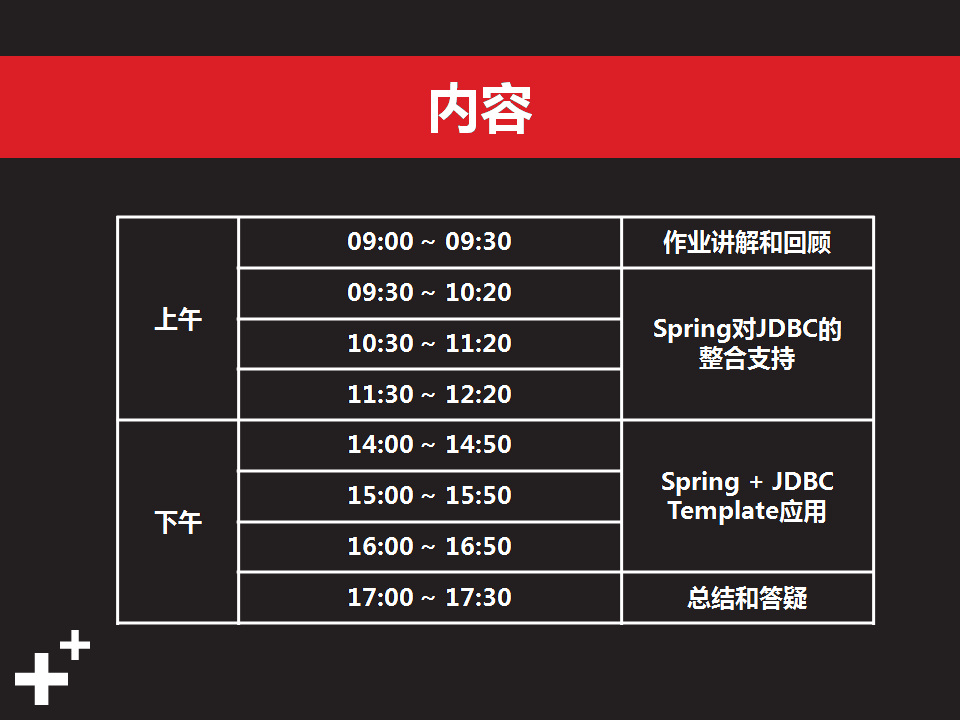 内容
上午
09:00 ~ 09:30
作业讲解和回顾
09:30 ~ 10:20
Spring对JDBC的
整合支持
10:30 ~ 11:20
11:30 ~ 12:20
下午
14:00 ~ 14:50
Spring + JDBC
Template应用
15:00 ~ 15:50
16:00 ~ 16:50
17:00 ~ 17:30
总结和答疑